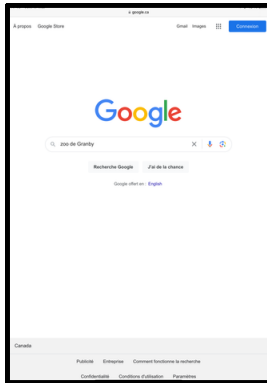 google.ca
À propos Google Store Gmail Images Connexion
Google
zoo de Granby
Recherche Google J'ai de la chance
Google offert en : English
Canada
Publicité Entreprise Comment fonctionne la recherche
Confidentialité Conditions d'utilisation Paramètres